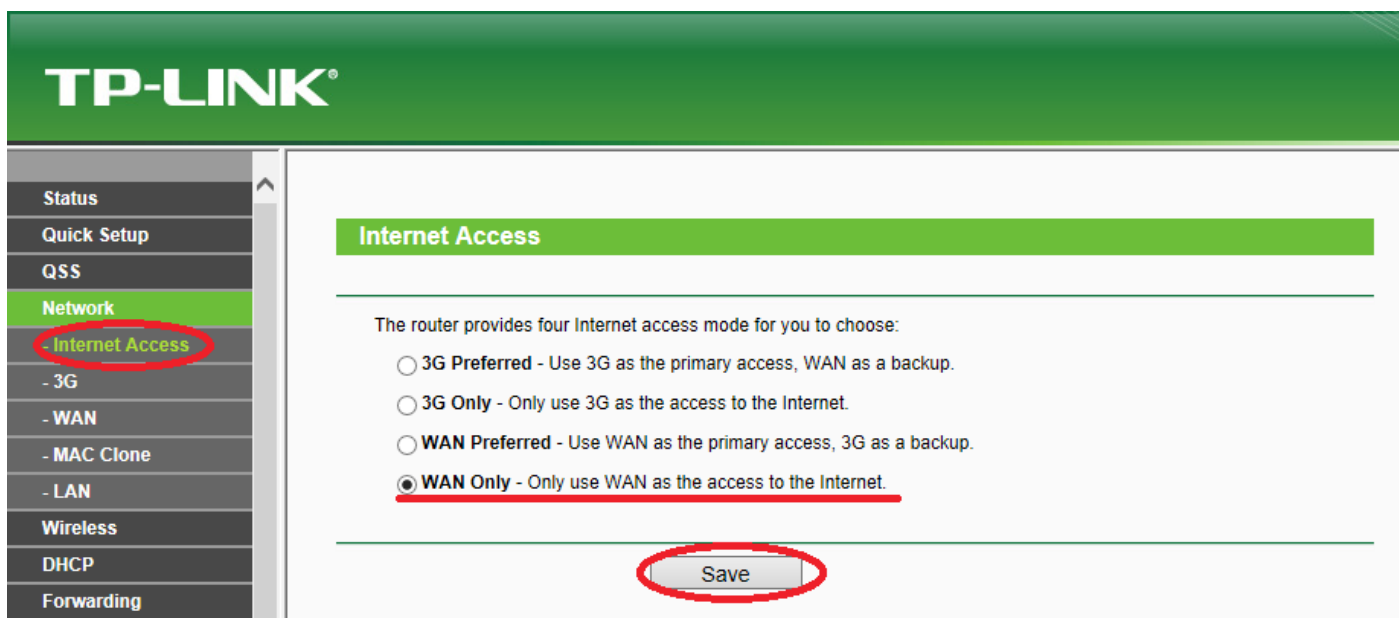 TP-LINK®
Status
Quick Setup
QSS
Network
- Internet Access
- 3G
- WAN
- MAC Clone
- LAN
Wireless
DHCP
Forwarding
Internet Access
The router provides four Internet access mode for you to choose:
3G Preferred - Use 3G as the primary access, WAN as a backup.
3G Only - Only use 3G as the access to the Internet.
WAN Preferred - Use WAN as the primary access, 3G as a backup.
WAN Only - Only use WAN as the access to the Internet.
Save